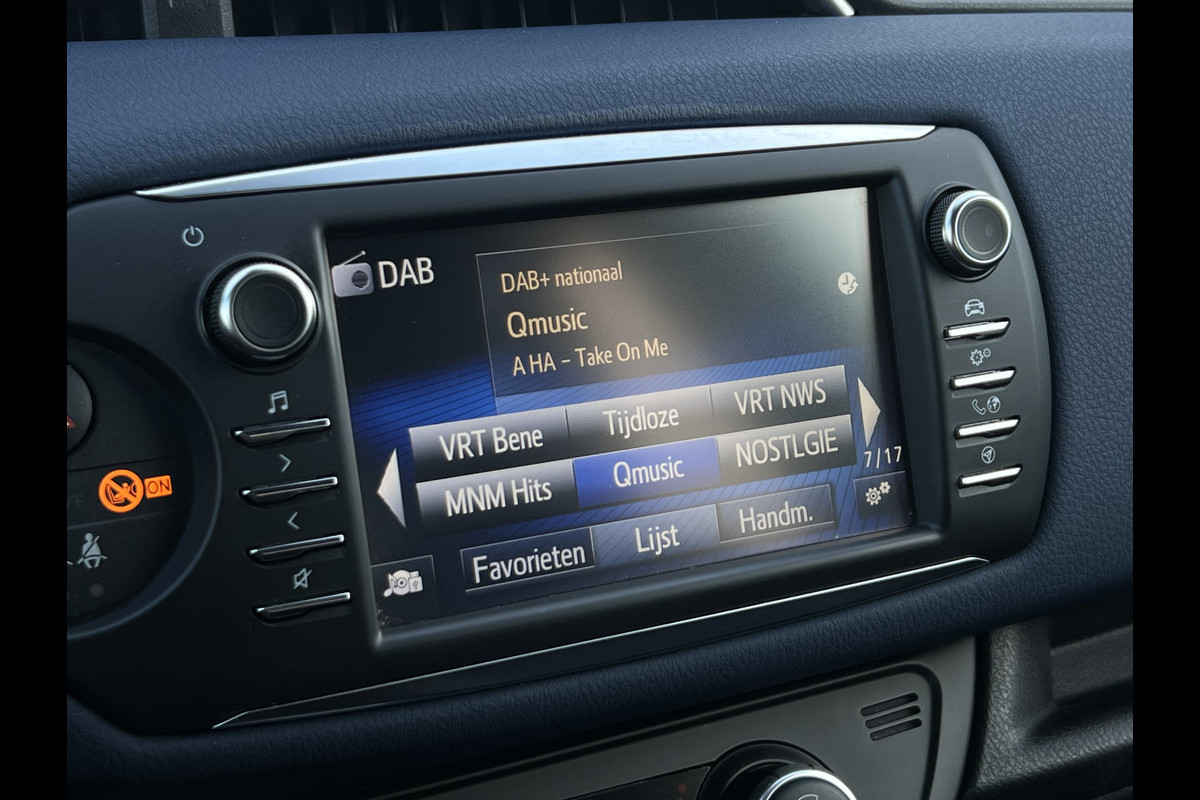 DAB
DAB+ nationaal
Qmusic
A HA - Take On Me
VRT Bene
Tijdloze
VRT NWS
MNM Hits
Qmusic
NOSTLGIE
7/17
Favorieten
Lijst
Handm.
ON